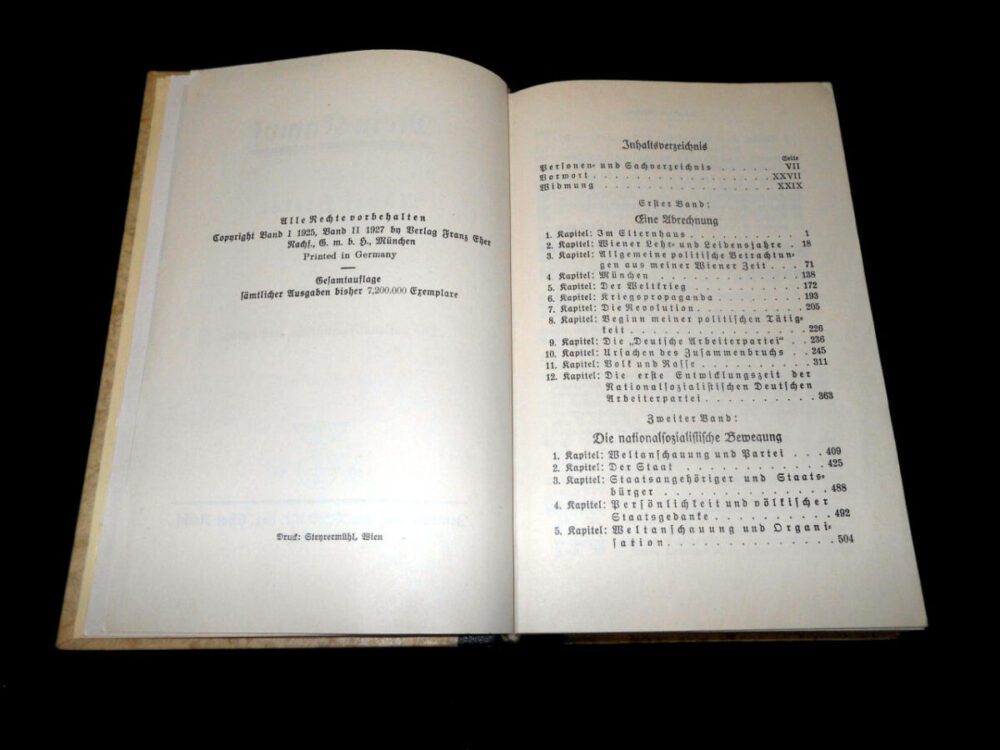 Alle Rechte vorbehalten
Copyright Band I 1925, Band II 1927 by Verlag Franz Eher
Nachf., G. m. b. H., München
Printed in Germany
Gesamtauflage
sämtlicher Ausgaben bisher 7,200.000 Exemplare
Druck: Steyrermühl, Wien
Inhaltsverzeichnis
Seite
Personen- und Sachverzeichnis . . . . . . . VII
Vorwort . . . . . . . . . . . . . . . . XXVII
Widmung . . . . . . . . . . . . . . . . XXIX
Erster Band:
Eine Abrechnung
1. Kapitel: Im Elternhaus . . . . . . . . . . 1
2. Kapitel: Wiener Lehr- und Leidensjahre . . 18
3. Kapitel: Allgemeine politische Betrachtun-
gen aus meiner Wiener Zeit . . . . 71
4. Kapitel: München . . . . . . . . . . . . 138
5. Kapitel: Der Weltkrieg . . . . . . . . . 172
6. Kapitel: Kriegspropaganda . . . . . . . . 193
7. Kapitel: Die Revolution . . . . . . . . . 205
8. Kapitel: Beginn meiner politischen Tätig-
keit . . . . . . . . . . . . . . 226
9. Kapitel: Die „Deutsche Arbeiterpartei“ . . 236
10. Kapitel: Ursachen des Zusammenbruchs . . 245
11. Kapitel: Volk und Rasse . . . . . . . . . 311
12. Kapitel: Die erste Entwicklungszeit der
Nationalsozialistischen Deutschen
Arbeiterpartei . . . . . . . . . . 363
Zweiter Band:
Die nationalsozialistische Bewegung
1. Kapitel: Weltanschauung und Partei . . . 409
2. Kapitel: Der Staat . . . . . . . . . . . 425
3. Kapitel: Staatsangehöriger und Staats-
bürger . . . . . . . . . . . . . 488
4. Kapitel: Persönlichkeit und völkischer
Staatsgedanke . . . . . . . . . . 492
5. Kapitel: Weltanschauung und Organi-
sation . . . . . . . . . . . . . 504